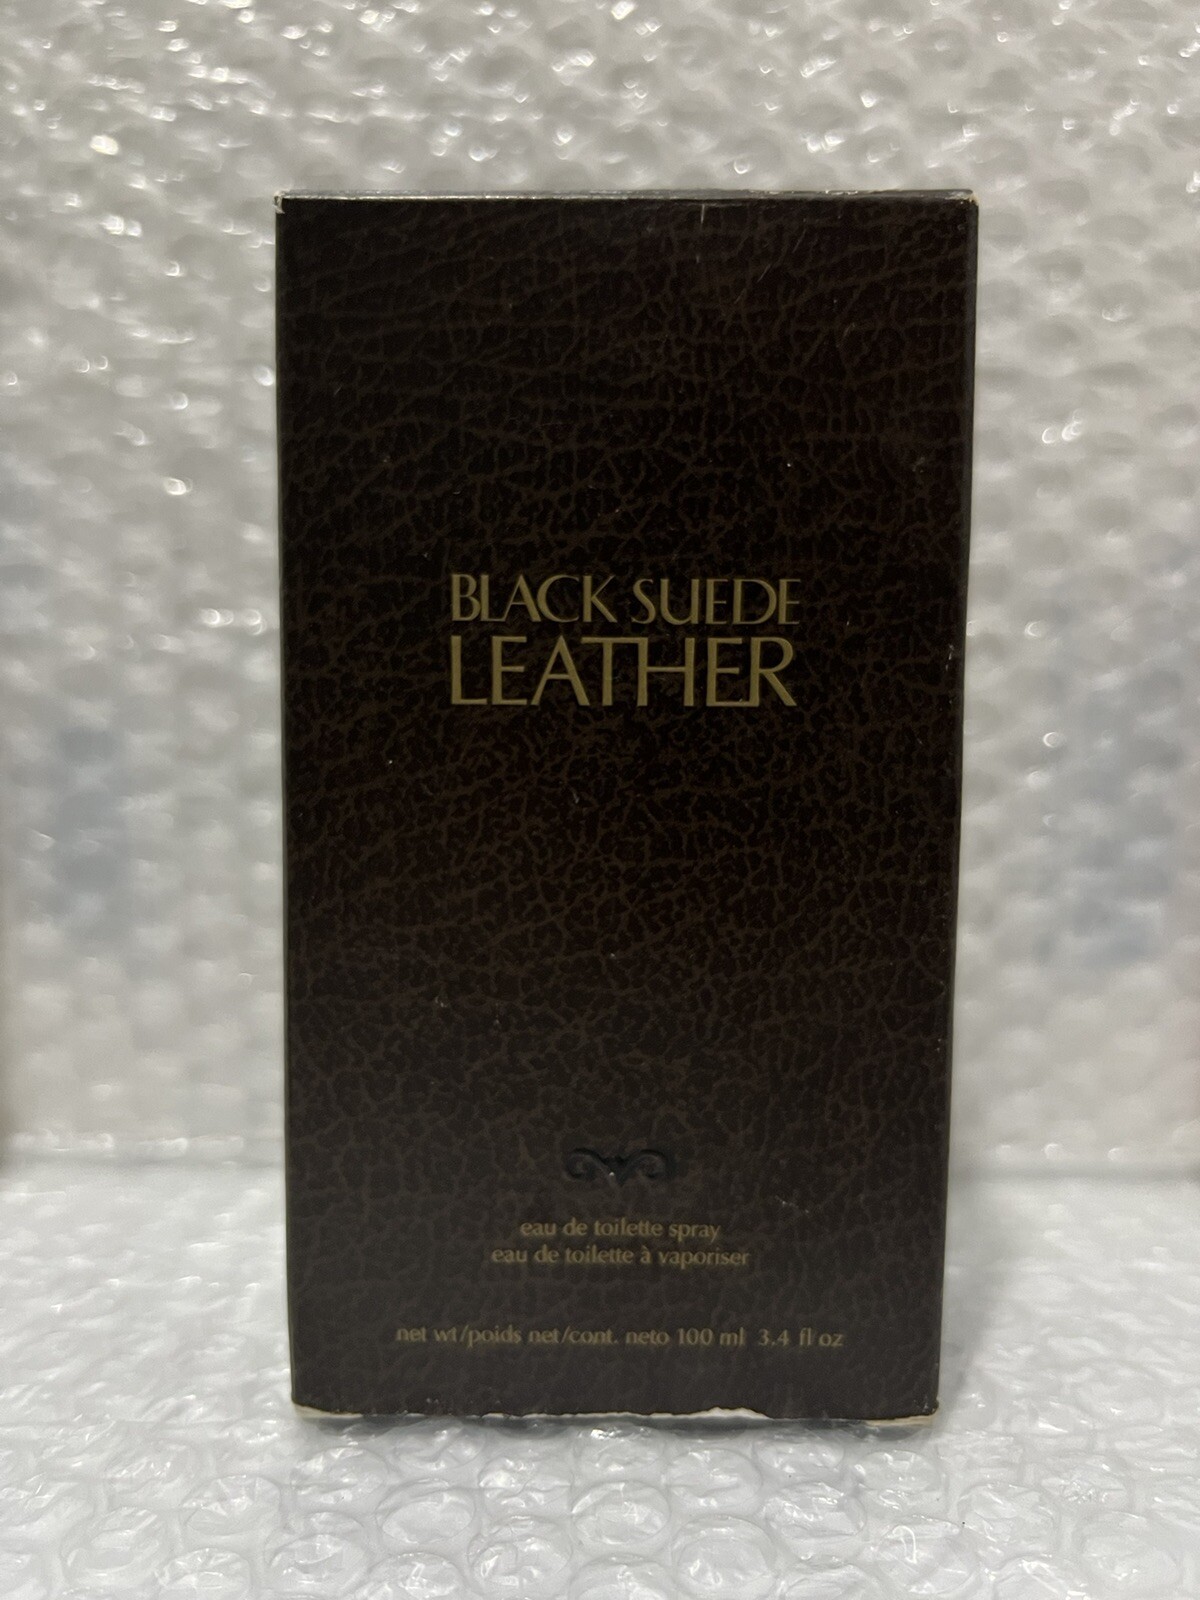 BLACK SUEDE
LEATHER
eau de toilette spray
eau de toilette à vaporiser
net wt/poids net/cont. neto 100 ml 3.4 fl oz